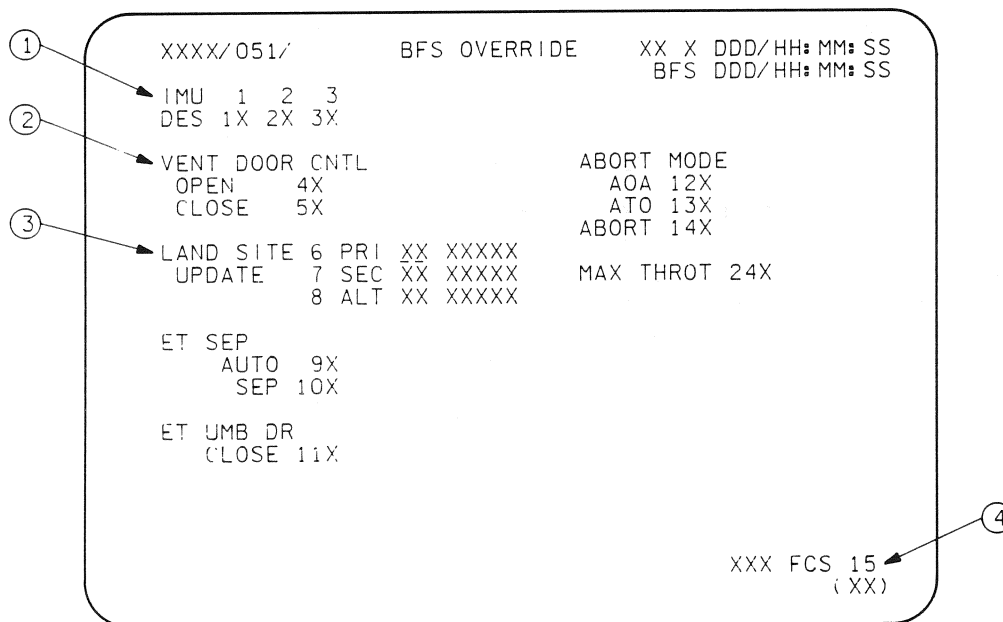 1
XXXX/051/ BFS OVERRIDE XX X DDD/HH:MM:SS
BFS DDD/HH:MM:SS
IMU 1 2 3
DES 1X 2X 3X
2
VENT DOOR CNTL ABORT MODE
OPEN 4X AOA 12X
CLOSE 5X ATO 13X
3
ABORT 14X
LAND SITE 6 PRI XX XXXXX
UPDATE 7 SEC XX XXXXX MAX THROT 24X
8 ALT XX XXXXX
ET SEP
AUTO 9X
SEP 10X
ET UMB DR
CLOSE 11X
4
XXX FCS 15
(XX)